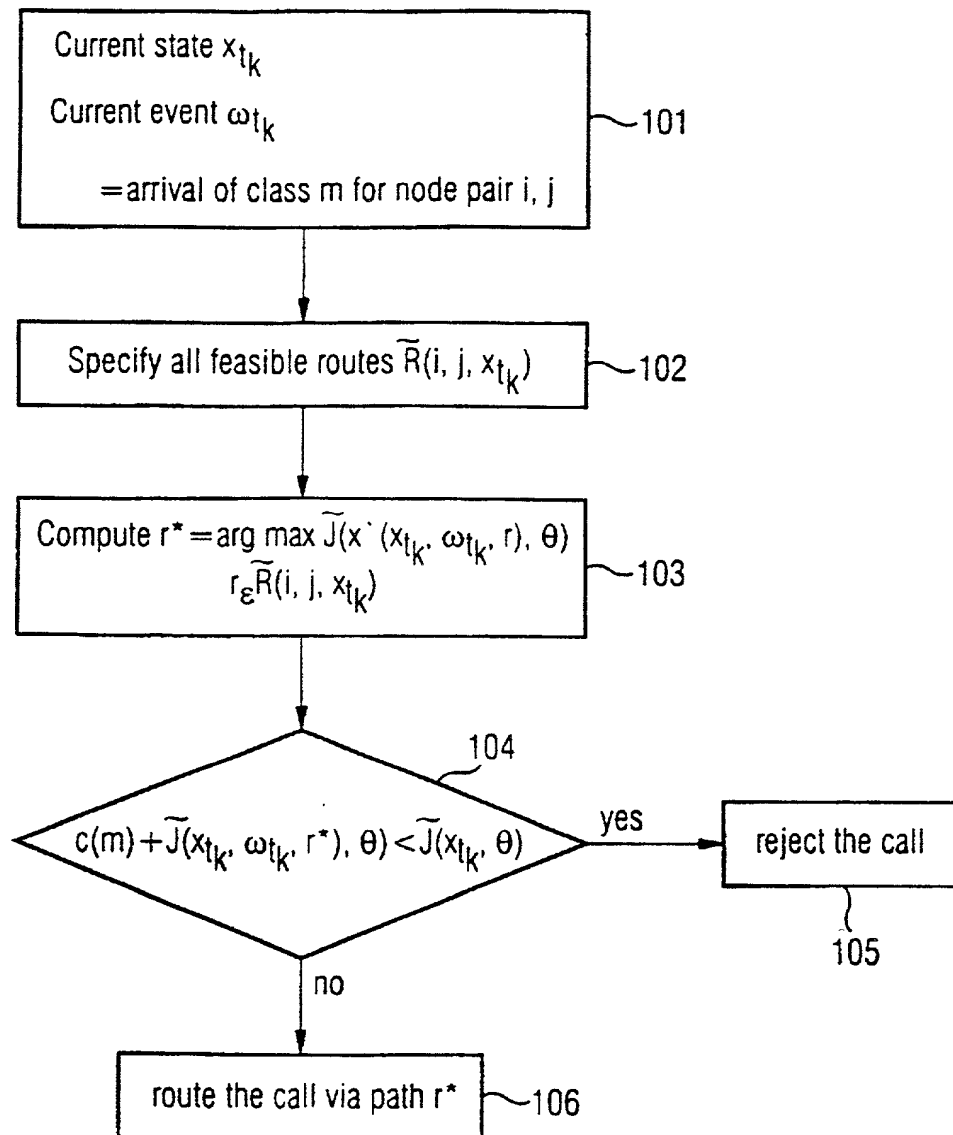 Current state x_{t_k}
Current event ω_{t_k}
=arrival of class m for node pair i, j
101
Specify all feasible routes R̃(i, j, x_{t_k})
102
Compute r* = arg max J̃(x`(x_{t_k}, ω_{t_k}, r), θ)
r_ε R̃(i, j, x_{t_k})
103
104
c(m)+J̃(x_{t_k}, ω_{t_k}, r*), θ)<J̃(x_{t_k}, θ)
yes
reject the call
105
no
route the call via path r*
106